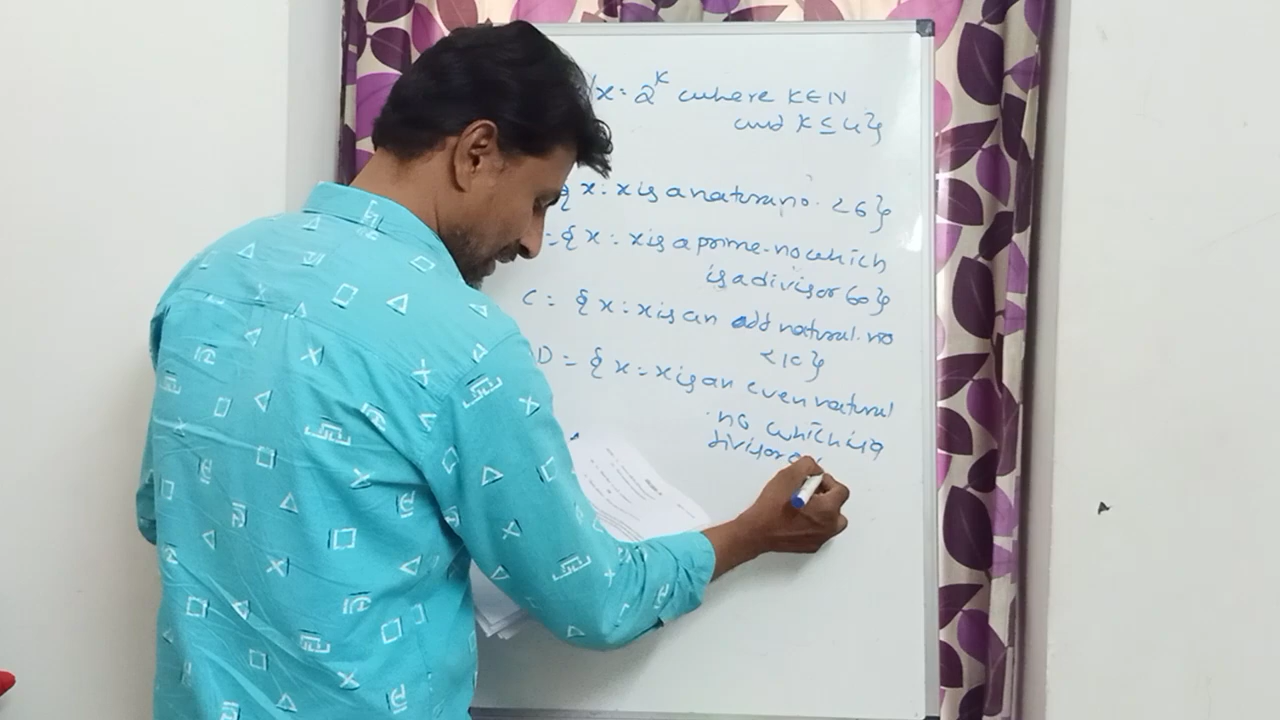 /x = 2^K where K ∈ N
and K ≤ 4}
{ x : x is a natural no. < 6}
= { x : x is a prime no which
is a divisor 60}
C = { x : x is an odd natural no
< 10}
D = { x = x is an even natural
no which is a
divisor